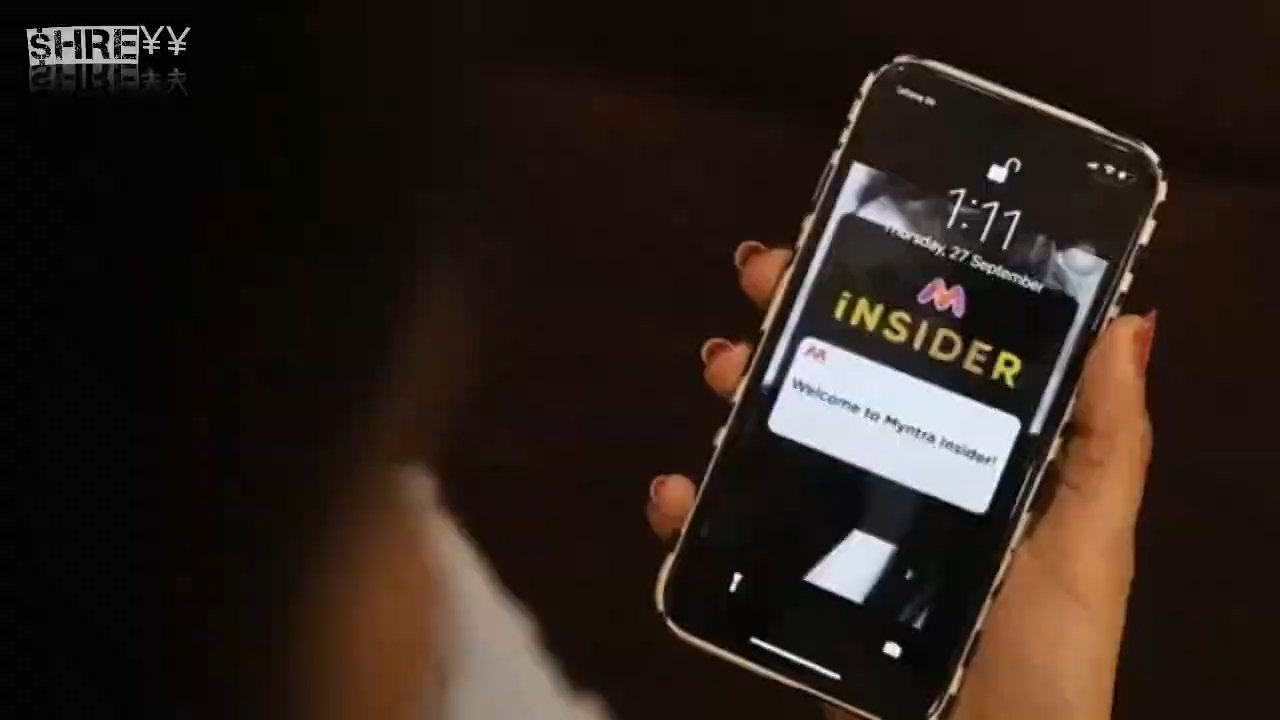 $HRE¥¥
1:11
Thursday, 27 September
iNSIDER
Welcome to Myntra Insider!